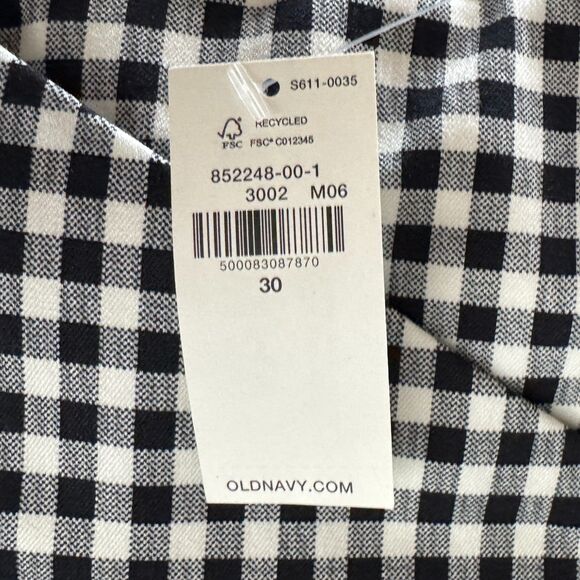 S611-0035
RECYCLED
FSC FSC® C012345
852248-00-1
3002 M06
500083087870
30
OLDNAVY.COM